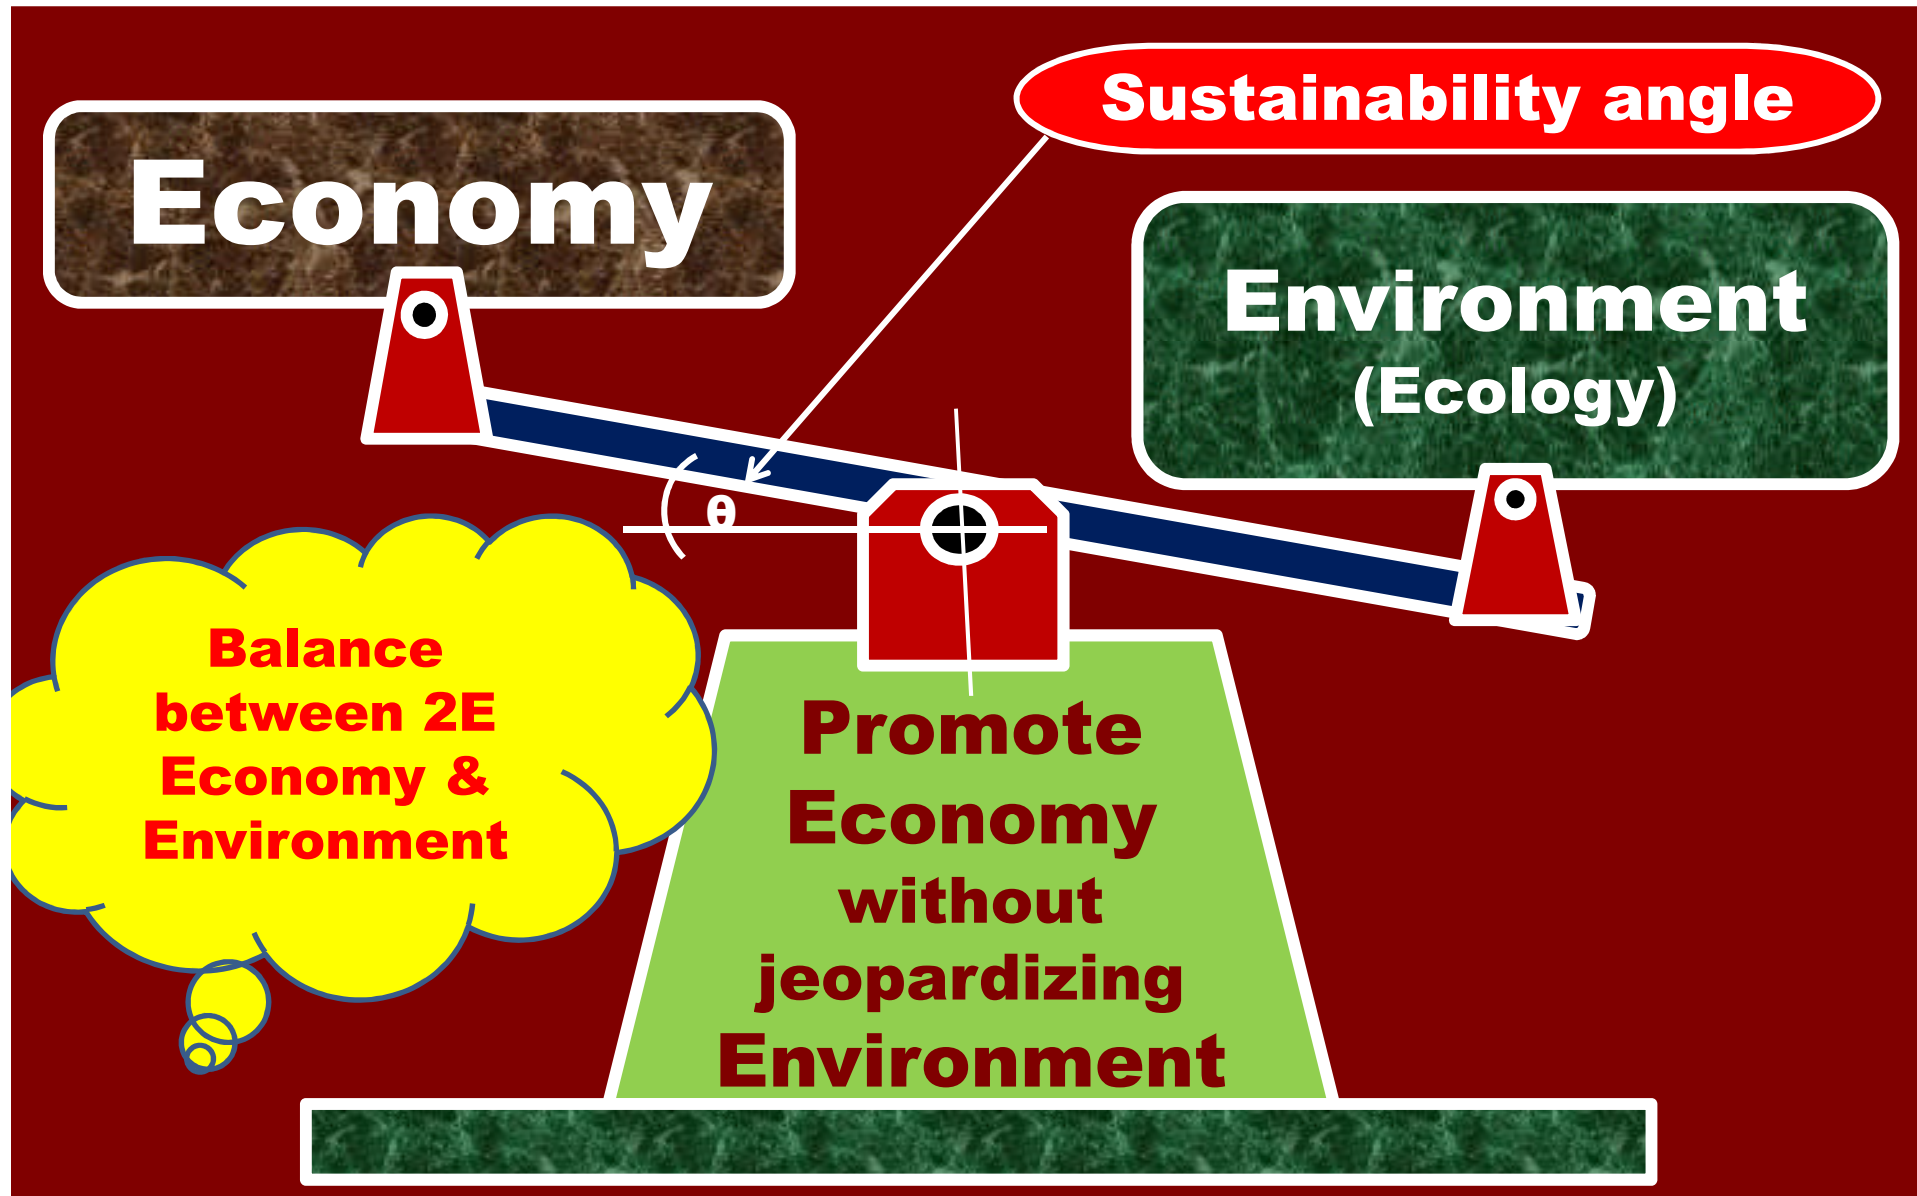 Sustainability angle
Economy
Environment
(Ecology)
θ
Balance
between 2E
Economy &
Environment
Promote
Economy
without
jeopardizing
Environment